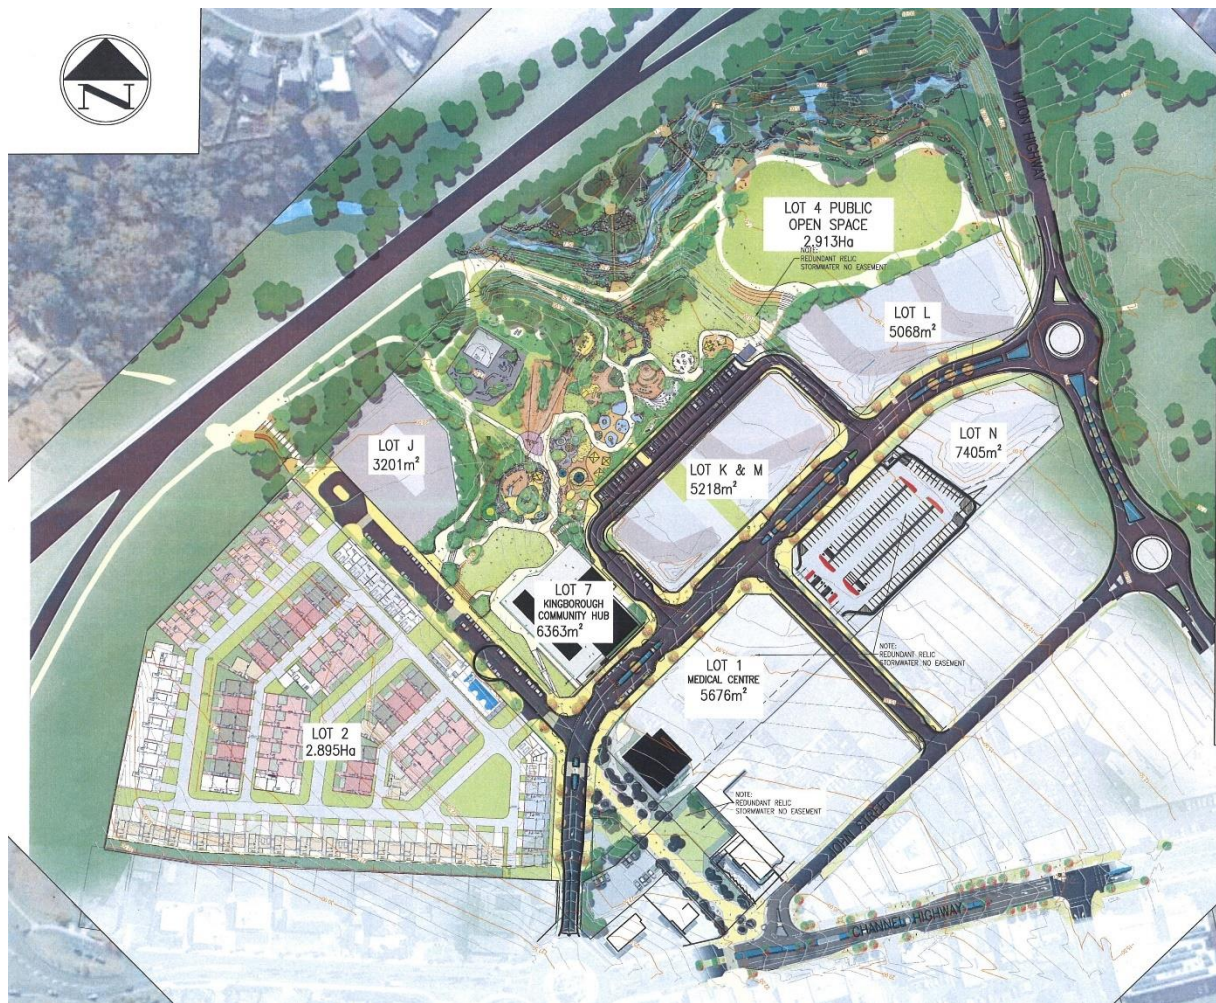 N
HUON HIGHWAY
LOT 4 PUBLIC
OPEN SPACE
2.913Ha
NOTE:
REDUNDANT RELIC
STORMWATER NO EASEMENT
LOT L
5068m²
LOT J
3201m²
LOT N
7405m²
LOT K & M
5218m²
LOT 7
KINGBOROUGH
COMMUNITY HUB
6363m²
NOTE:
REDUNDANT RELIC
STORMWATER NO EASEMENT
LOT 1
MEDICAL CENTRE
5676m²
LOT 2
2.895Ha
NOTE:
REDUNDANT RELIC
STORMWATER NO EASEMENT
STREET
CHANNEL HIGHWAY